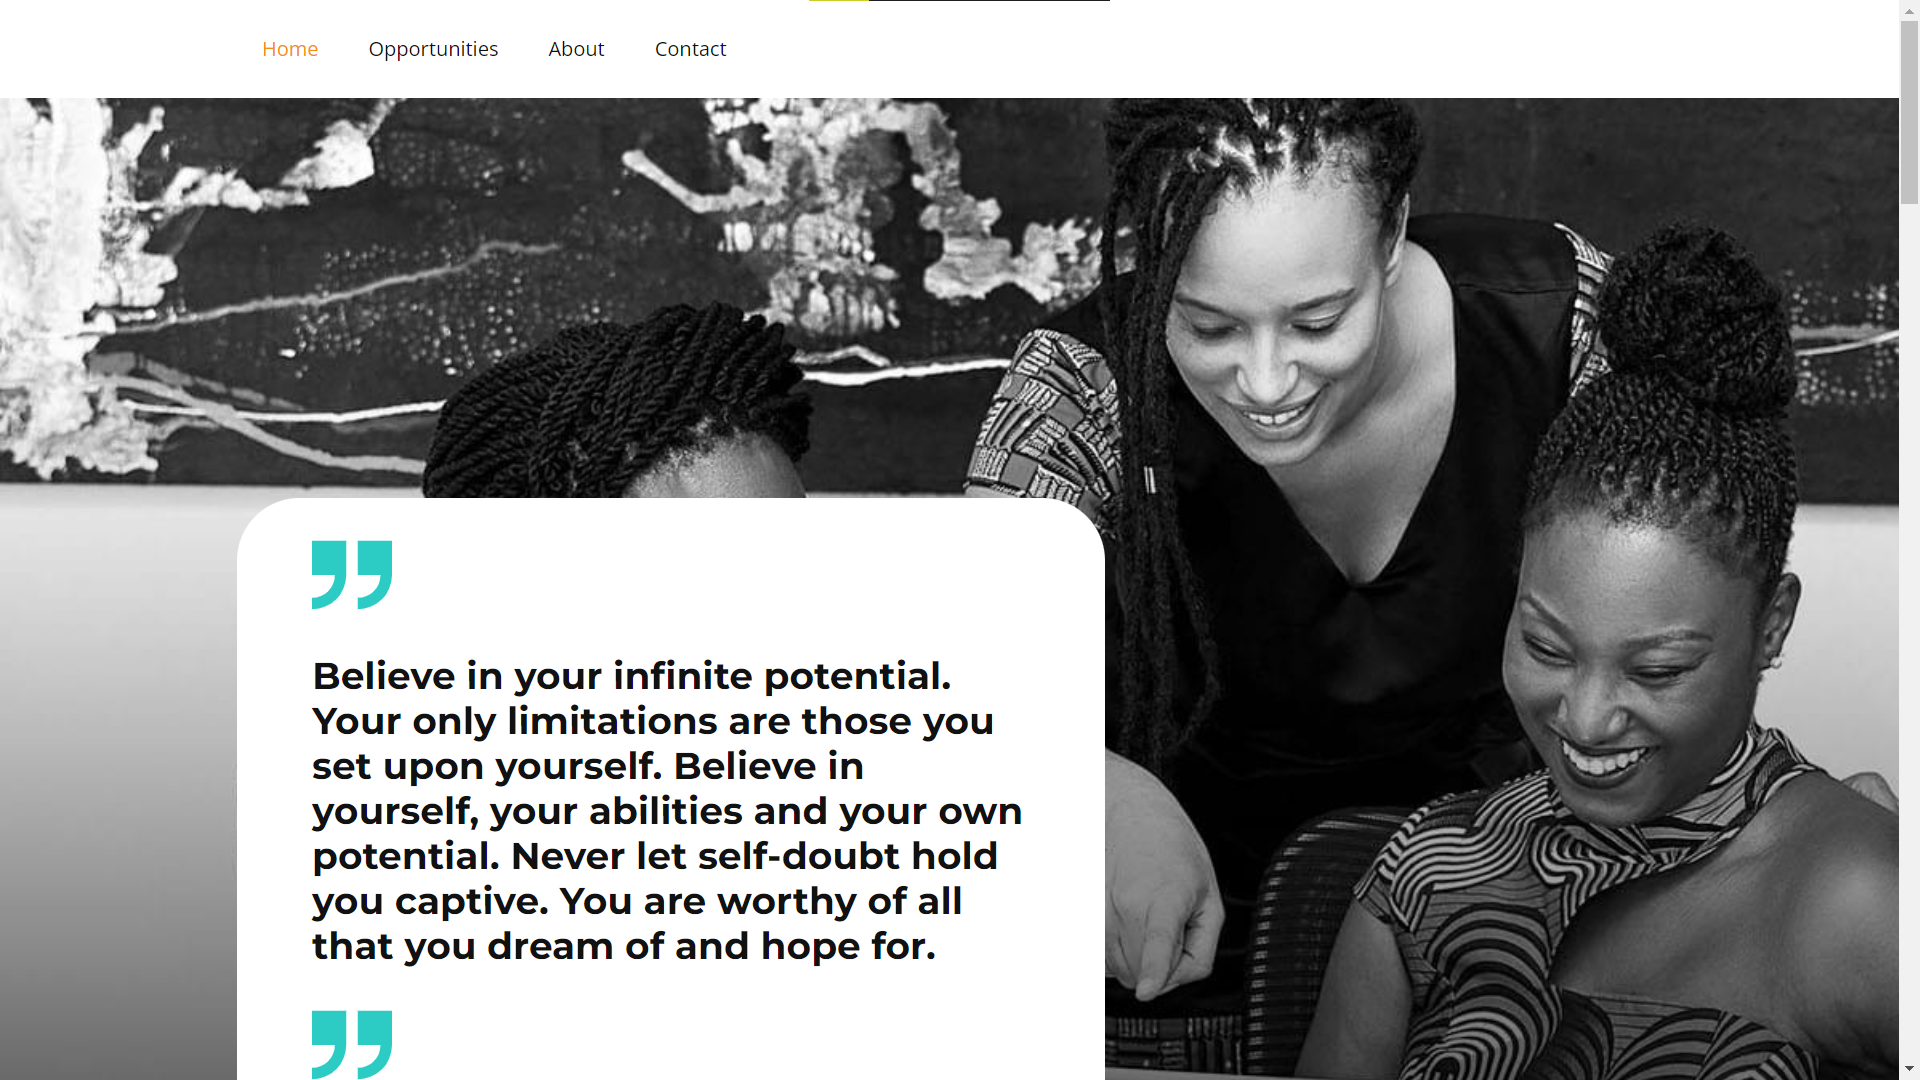 Home
Opportunities
About
Contact
Believe in your infinite potential.
Your only limitations are those you
set upon yourself. Believe in
yourself, your abilities and your own
potential. Never let self-doubt hold
you captive. You are worthy of all
that you dream of and hope for.